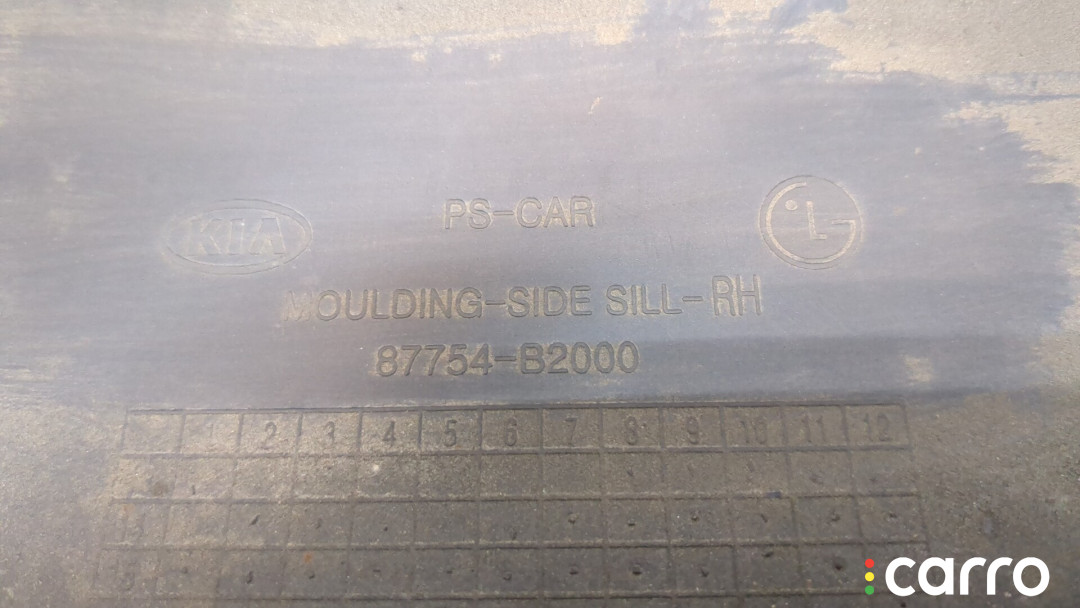 PS-CAR
KIA
LG
MOULDING-SIDE SILL-RH
87754-B2000
1 2 3 4 5 6 7 8 9 10 11 12
carro